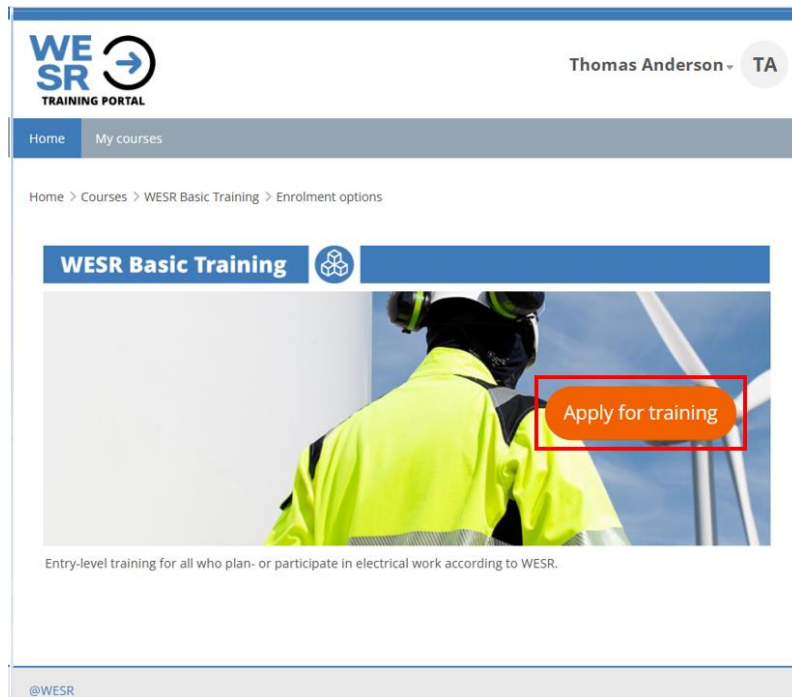 WE
SR
TRAINING PORTAL
Thomas Anderson TA
Home My courses
Home > Courses > WESR Basic Training > Enrolment options
WESR Basic Training
Apply for training
Entry-level training for all who plan- or participate in electrical work according to WESR.
@WESR